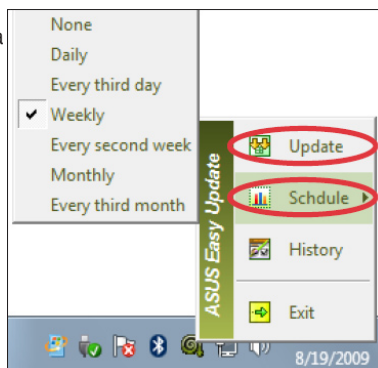 a
None
Daily
Every third day
Weekly
Every second week
Monthly
Every third month
ASUS Easy Update
Update
Schdule
History
Exit
8/19/2009